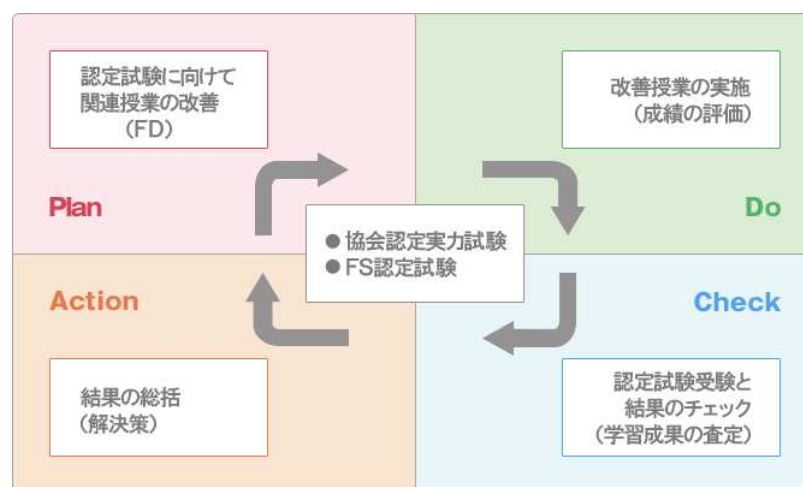 認定試験に向けて
関連授業の改善
（FD）
Plan
改善授業の実施
（成績の評価）
Do
●協会認定実力試験
●FS認定試験
Action
結果の総括
（解決策）
Check
認定試験受験と
結果のチェック
（学習成果の査定）